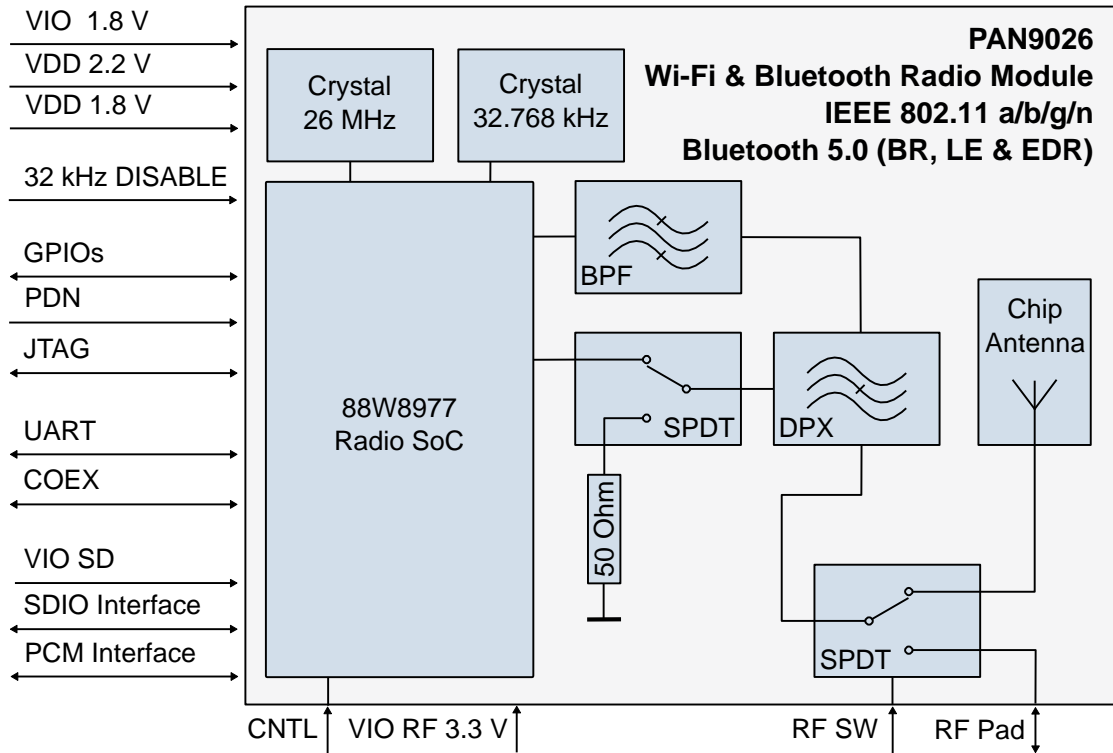 VIO 1.8 V
VDD 2.2 V
VDD 1.8 V
32 kHz DISABLE
GPIOs
PDN
JTAG
UART
COEX
VIO SD
SDIO Interface
PCM Interface
PAN9026
Wi-Fi & Bluetooth Radio Module
IEEE 802.11 a/b/g/n
Bluetooth 5.0 (BR, LE & EDR)
Crystal
26 MHz
Crystal
32.768 kHz
BPF
Chip
Antenna
88W8977
Radio SoC
SPDT
DPX
50 Ohm
SPDT
CNTL
VIO RF 3.3 V
RF SW
RF Pad